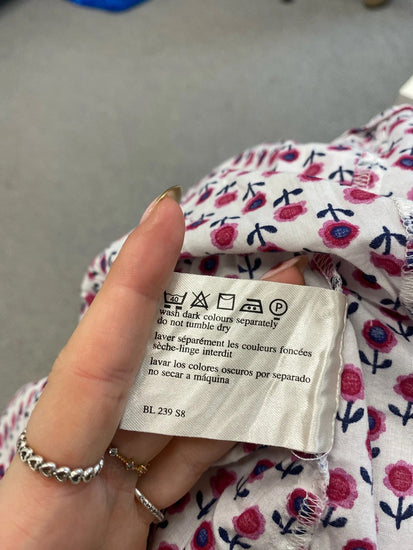 40 P
wash dark colours separately
do not tumble dry
laver séparément les couleurs foncées
sèche-linge interdit
lavar los colores oscuros por separado
no secar a máquina
BL 239 S8